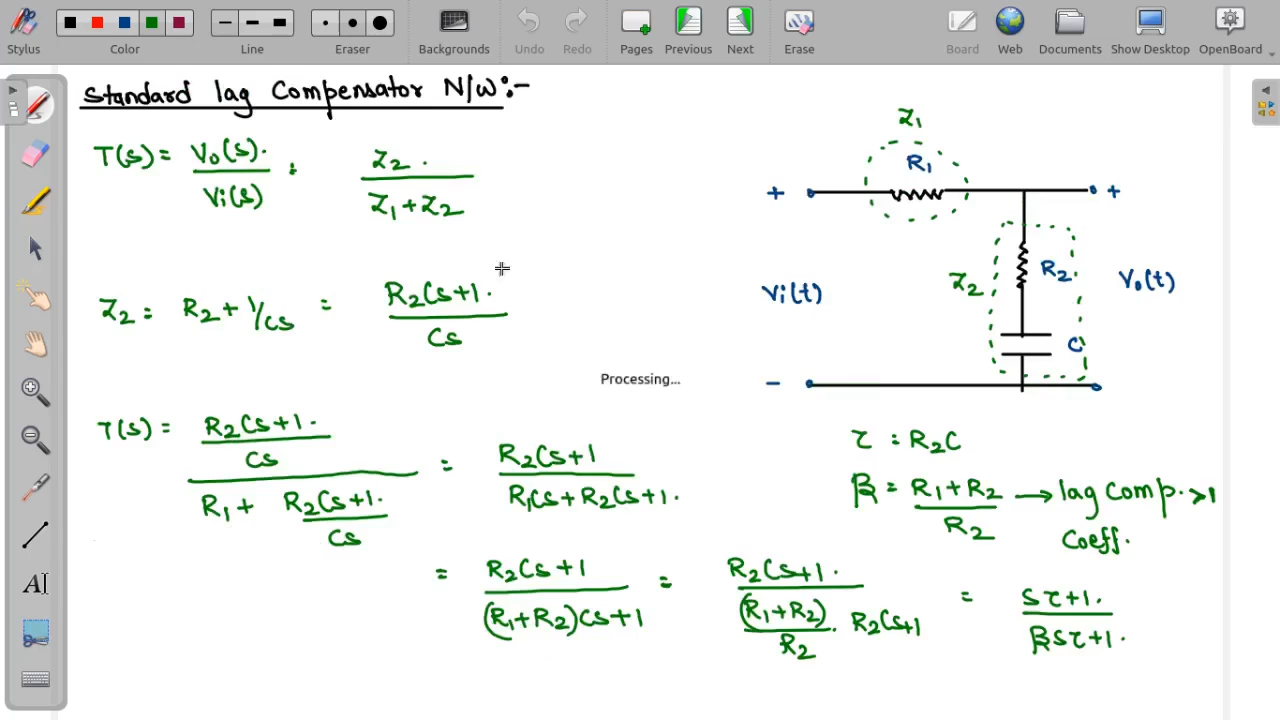 Stylus Color Line Eraser Backgrounds Undo Redo Pages Previous Next Erase Board Web Documents Show Desktop OpenBoard
Standard lag Compensator N/W:-
T(s) = Vo(s). / Vi(s) = Z2. / Z1 + Z2
Z2 = R2 + 1/Cs = R2Cs+1. / Cs
Z1
R1
+ +
Vi(t) Z2 R2 Vo(t)
C
-
Processing...
T(s) = R2Cs+1. / Cs / R1 + R2Cs+1. / Cs = R2Cs+1 / R1Cs+R2Cs+1.
= R2Cs+1 / (R1+R2)Cs+1 = R2Cs+1. / (R1+R2) / R2 . R2Cs+1 = Sτ+1. / βSτ+1.
τ = R2C
β = R1+R2 / R2 → lag Comp. >1
Coeff.
AI